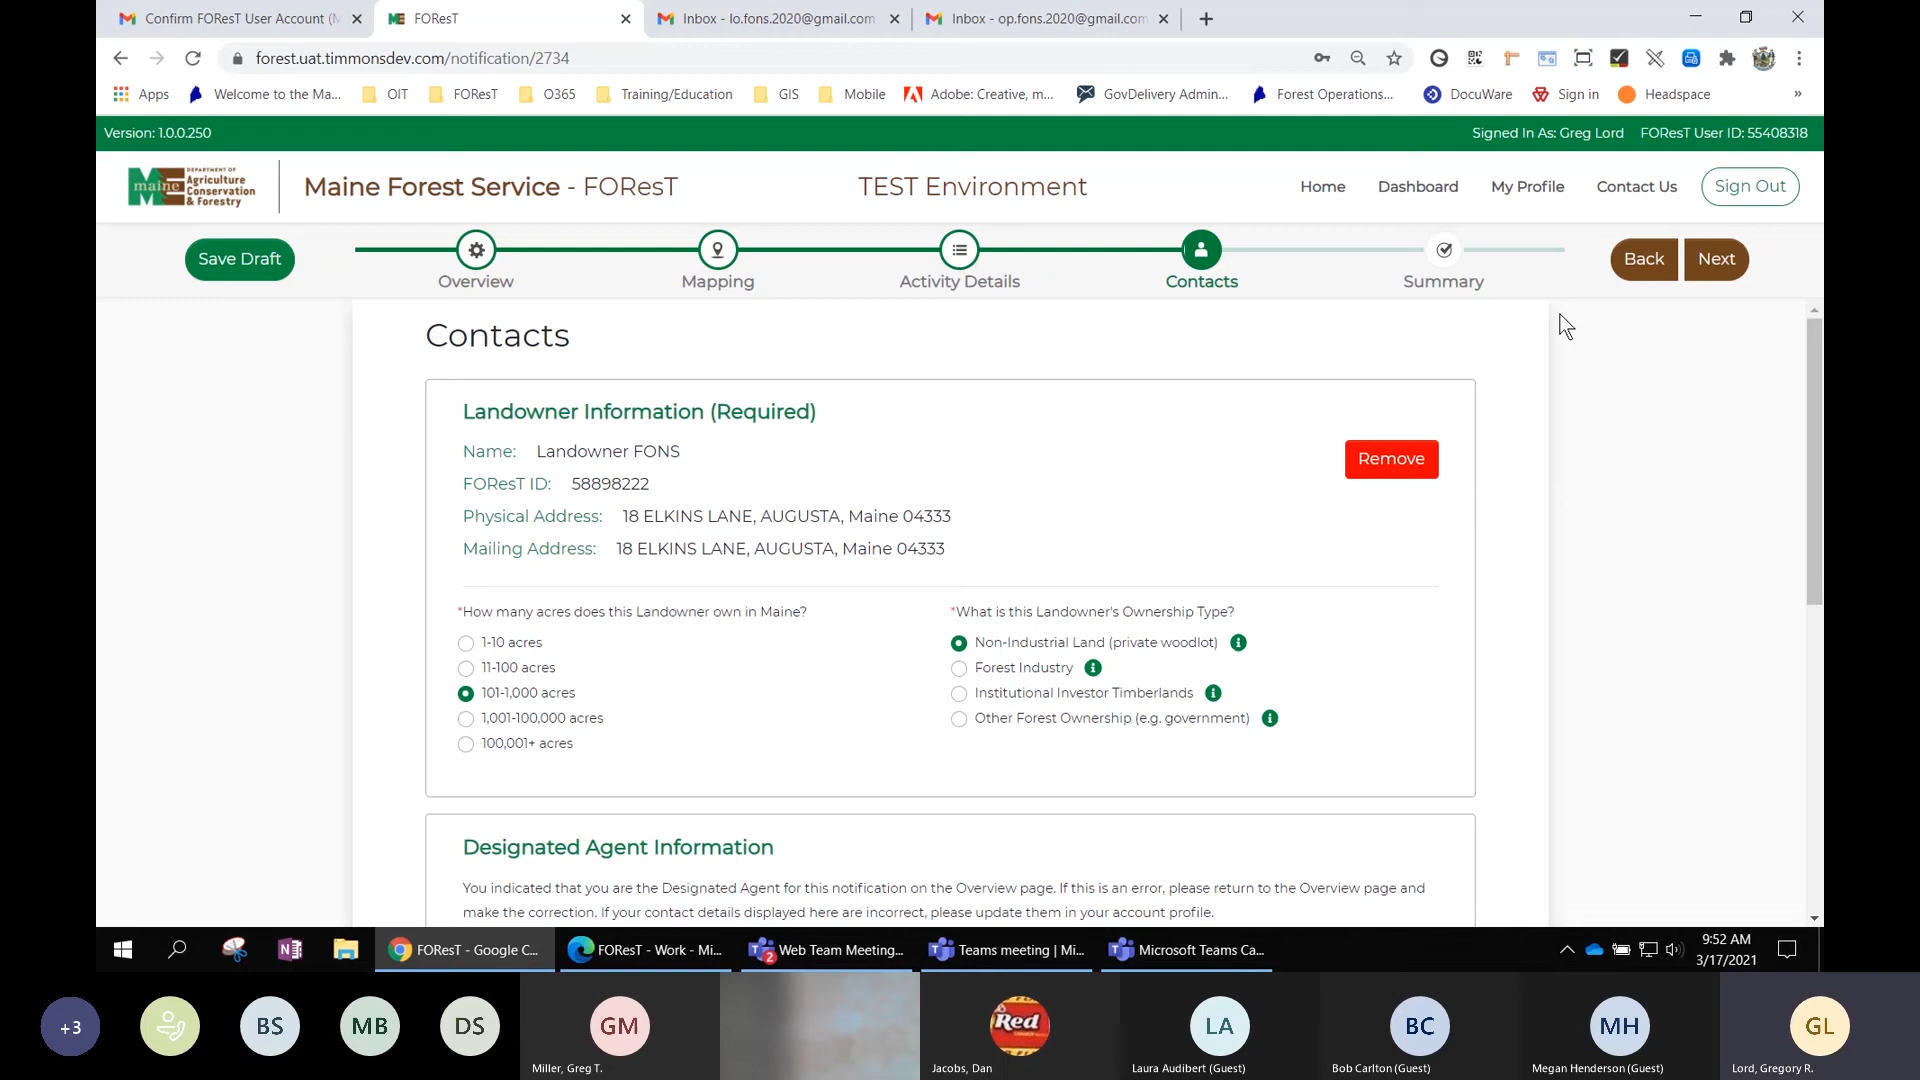 Confirm FOResT User Account (M
FOResT
Inbox - lo.fons.2020@gmail.com
Inbox - op.fons.2020@gmail.com
forest.uat.timmonsdev.com/notification/2734
Apps
Welcome to the Ma...
OIT
FOResT
O365
Training/Education
GIS
Mobile
Adobe: Creative, m...
GovDelivery Admin...
Forest Operations...
DocuWare
Sign in
Headspace
»
Version: 1.0.0.250
Signed In As: Greg Lord
FOResT User ID: 55408318
maine
DEPARTMENT OF
Agriculture
Conservation
& Forestry
Maine Forest Service - FOResT
TEST Environment
Home
Dashboard
My Profile
Contact Us
Sign Out
Save Draft
Overview
Mapping
Activity Details
Contacts
Summary
Back
Next
Contacts
Landowner Information (Required)
Name: Landowner FONS
Remove
FOResT ID: 58898222
Physical Address: 18 ELKINS LANE, AUGUSTA, Maine 04333
Mailing Address: 18 ELKINS LANE, AUGUSTA, Maine 04333
*How many acres does this Landowner own in Maine?
1-10 acres
11-100 acres
101-1,000 acres
1,001-100,000 acres
100,001+ acres
*What is this Landowner's Ownership Type?
Non-Industrial Land (private woodlot)
Forest Industry
Institutional Investor Timberlands
Other Forest Ownership (e.g. government)
Designated Agent Information
You indicated that you are the Designated Agent for this notification on the Overview page. If this is an error, please return to the Overview page and
make the correction. If your contact details displayed here are incorrect, please update them in your account profile.
FOResT - Google C...
FOResT - Work - Mi...
2
Web Team Meeting...
Teams meeting | Mi...
Microsoft Teams Ca...
9:52 AM
3/17/2021
+3
BS
MB
DS
GM
Miller, Greg T.
Red
Jacobs, Dan
LA
Laura Audibert (Guest)
BC
Bob Carlton (Guest)
MH
Megan Henderson (Guest)
GL
Lord, Gregory R.